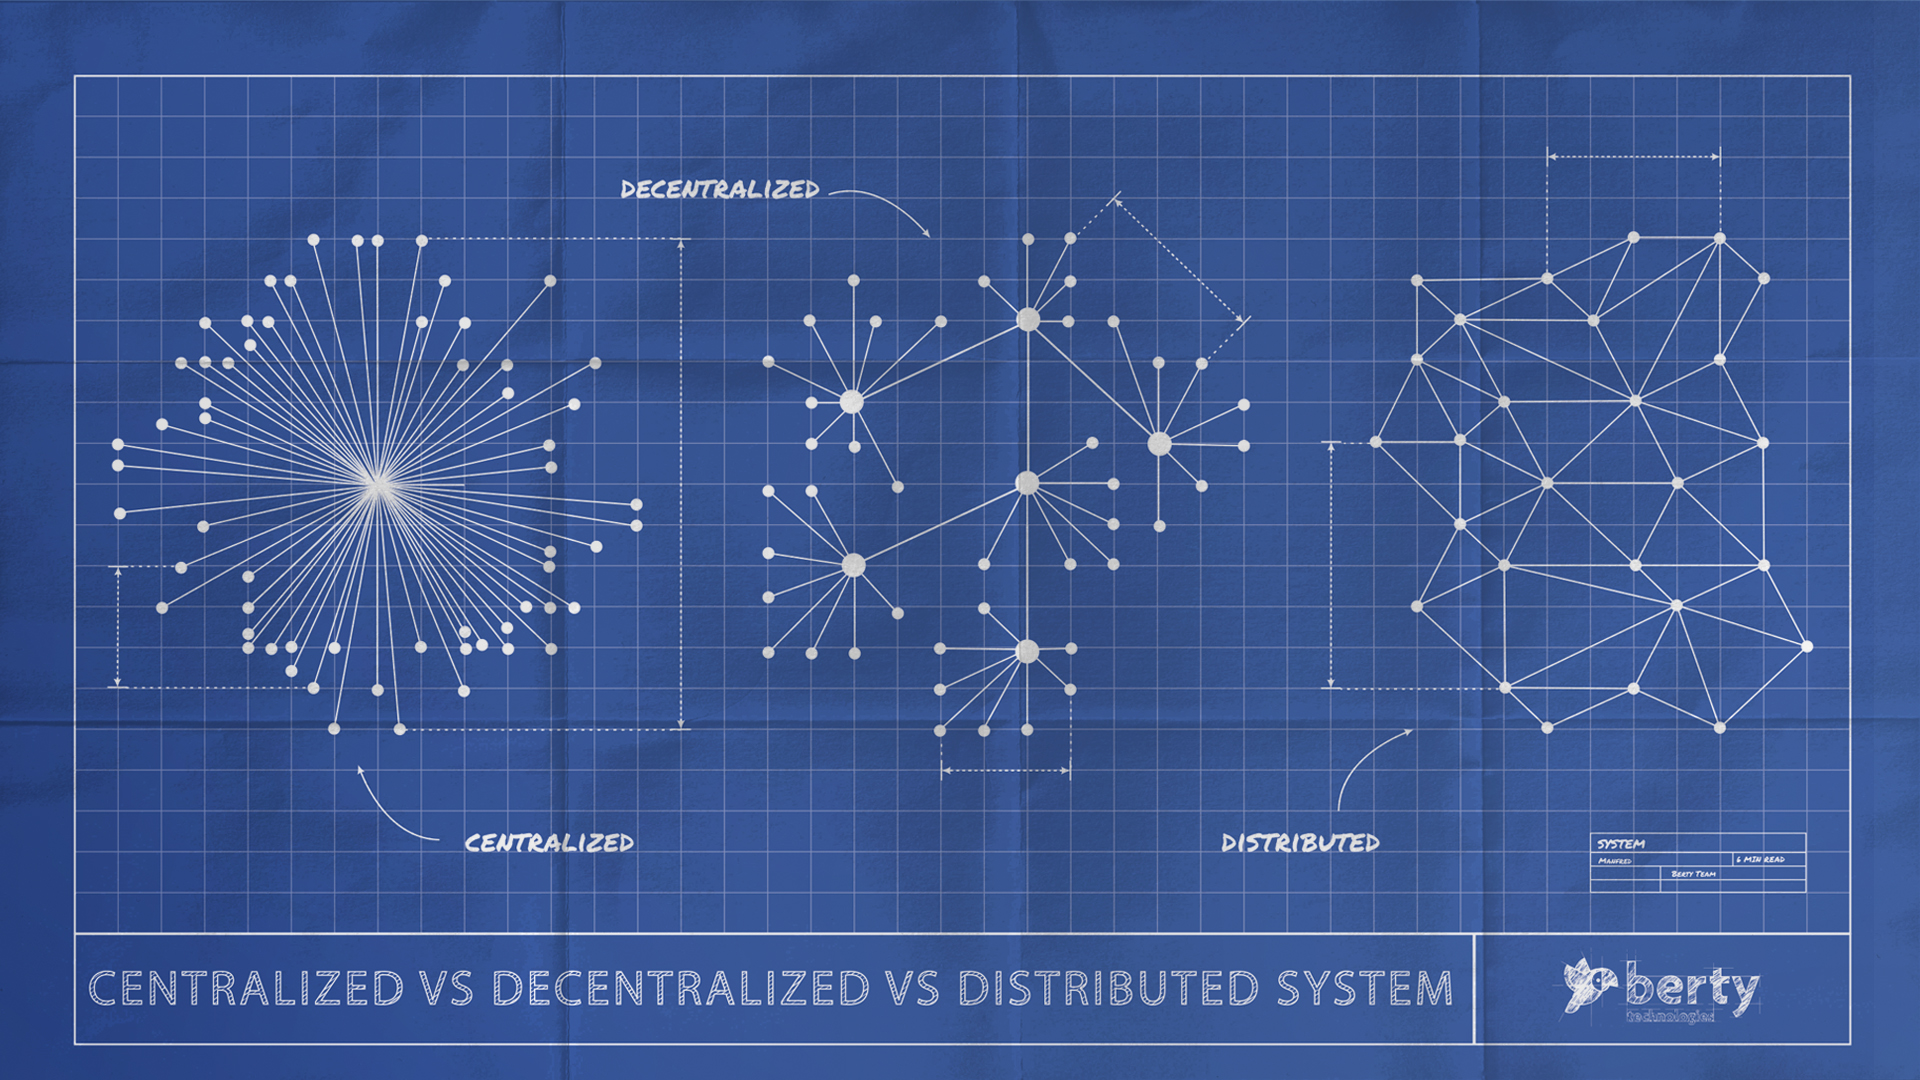 DECENTRALIZED
CENTRALIZED
DISTRIBUTED
SYSTEM
MANFRED
6 MIN READ
BERTY TEAM
CENTRALIZED VS DECENTRALIZED VS DISTRIBUTED SYSTEM
berty
technologies